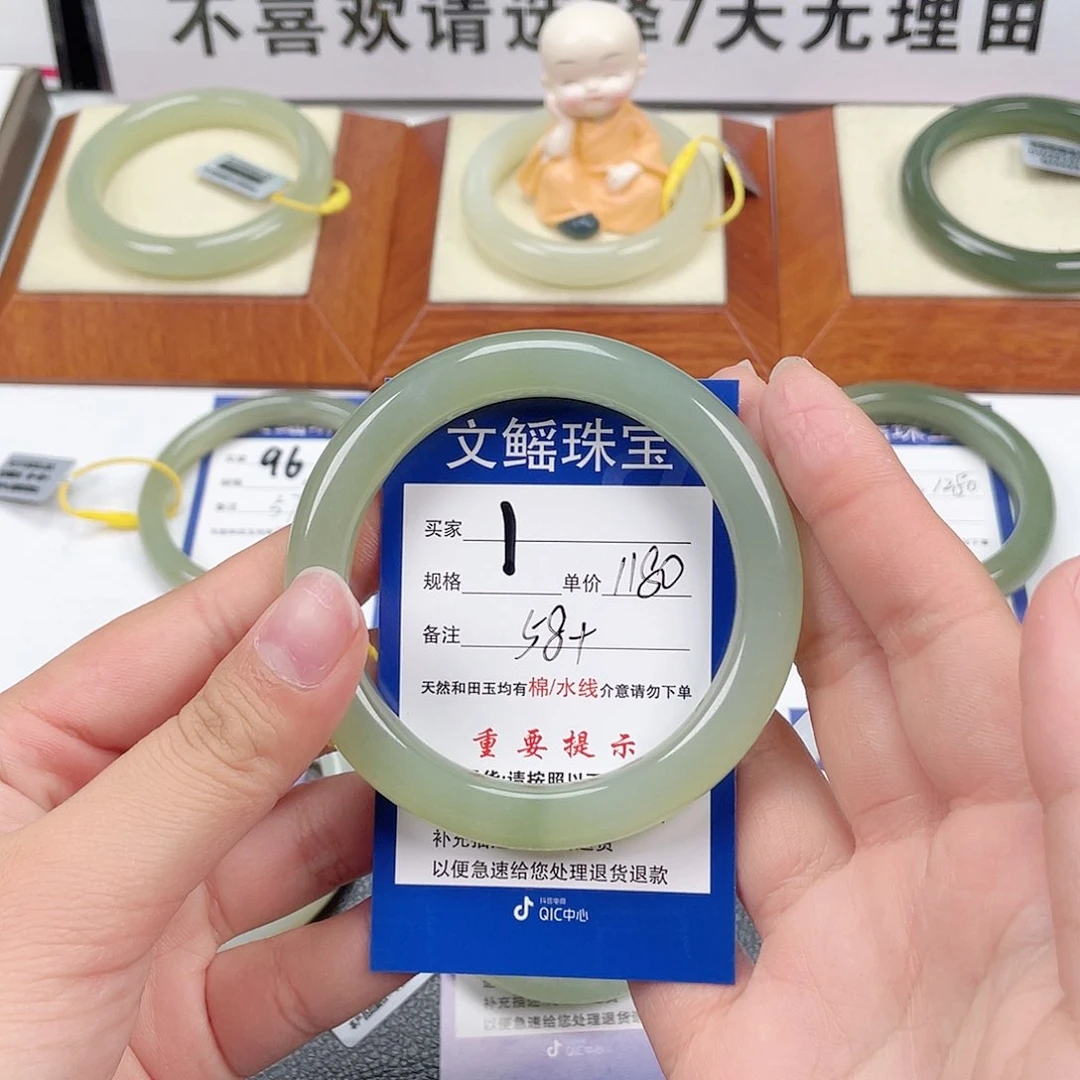 不喜欢请选择7天无理由
96
1280
文鳐珠宝
买家 1
规格 单价 1180
备注 58+
天然和田玉均有棉/水线介意请勿下单
重要提示
以便急速给您处理退货退款
抖音电商
QIC中心
以便急速给您处理退货
QIC中心